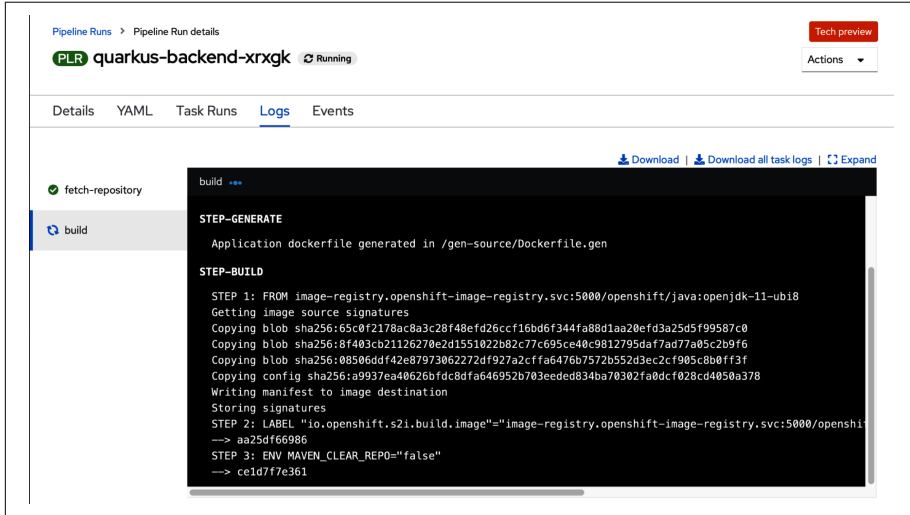 Pipeline Runs > Pipeline Run details
Tech preview
PLR quarkus-backend-xrxgk Running
Actions
Details YAML Task Runs Logs Events
Download | Download all task logs | Expand
fetch-repository
build
build
STEP-GENERATE
Application dockerfile generated in /gen-source/Dockerfile.gen
STEP-BUILD
STEP 1: FROM image-registry.openshift-image-registry.svc:5000/openshift/java:openjdk-11-ubi8
Getting image source signatures
Copying blob sha256:65c0f2178ac8a3c28f48efd26ccf16bd6f344fa88d1aa20efd3a25d5f99587c0
Copying blob sha256:8f403cb21126270e2d1551022b82c77c695ce40c9812795daf7ad77a05c2b9f6
Copying blob sha256:08506ddf42e87973062272df927a2cffa6476b7572b552d3ec2cf905c8b0ff3f
Copying config sha256:a9937ea40626bfdc8dfa646952b703eeded834ba70302fa0dcf028cd4050a378
Writing manifest to image destination
Storing signatures
STEP 2: LABEL "io.openshift.s2i.build.image"="image-registry.openshift-image-registry.svc:5000/openshi
--> aa25df66986
STEP 3: ENV MAVEN_CLEAR_REPO="false"
--> ce1d7f7e361